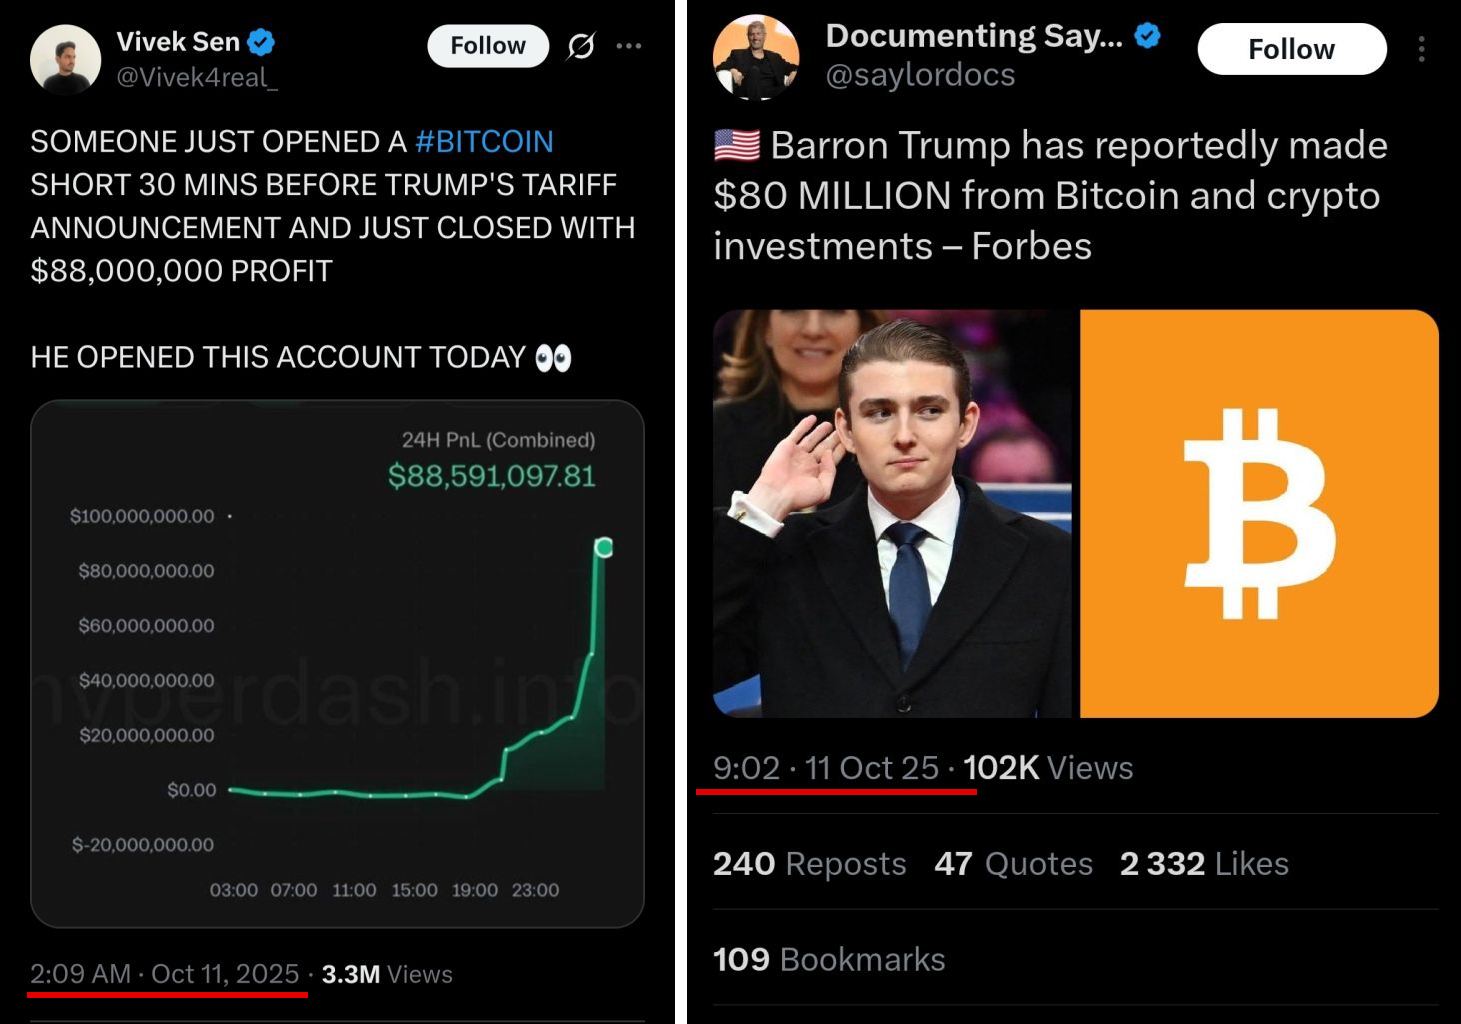 Vivek Sen
Follow
@Vivek4real_
SOMEONE JUST OPENED A #BITCOIN
SHORT 30 MINS BEFORE TRUMP'S TARIFF
ANNOUNCEMENT AND JUST CLOSED WITH
$88,000,000 PROFIT
HE OPENED THIS ACCOUNT TODAY 👀
24H PnL (Combined)
$88,591,097.81
$100,000,000.00
$80,000,000.00
$60,000,000.00
$40,000,000.00
$20,000,000.00
$0.00
$-20,000,000.00
hyperdash.info
03:00 07:00 11:00 15:00 19:00 23:00
2:09 AM · Oct 11, 2025 · 3.3M Views
Documenting Say...
Follow
@saylordocs
🇺🇸 Barron Trump has reportedly made
$80 MILLION from Bitcoin and crypto
investments – Forbes
9:02 · 11 Oct 25 · 102K Views
240 Reposts 47 Quotes 2 332 Likes
109 Bookmarks